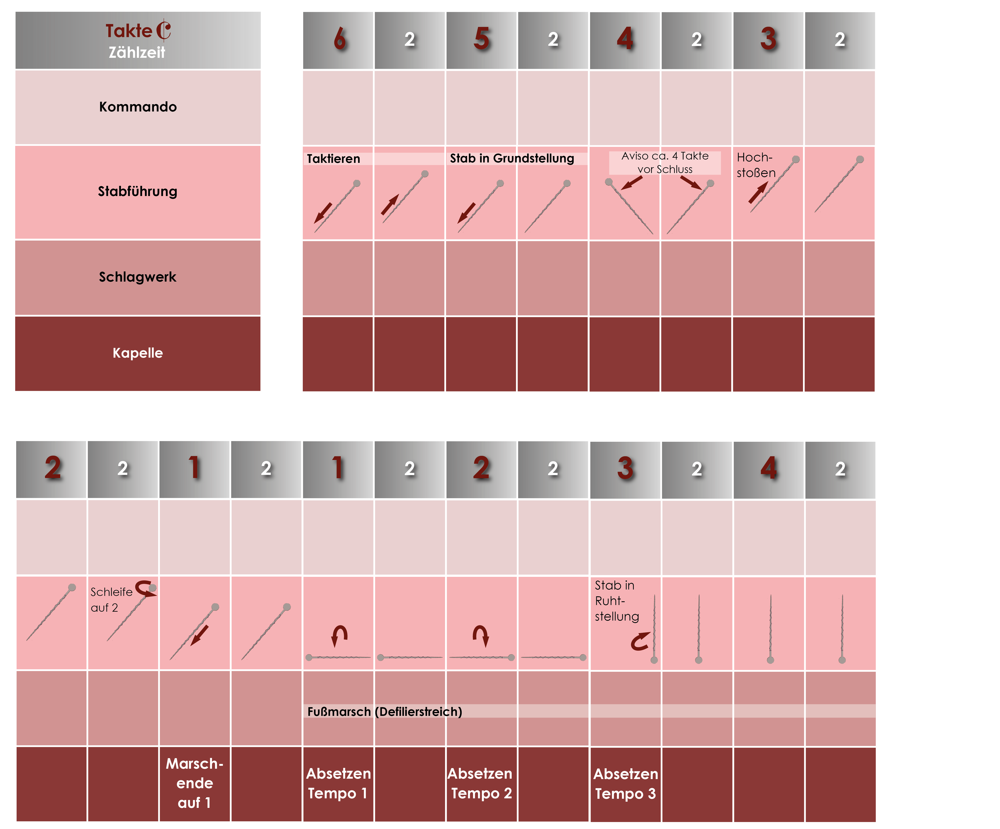 Takte 𝄵
Zählzeit
6 2 5 2 4 2 3 2
Kommando
Stabführung
Taktieren
Stab in Grundstellung
Aviso ca. 4 Takte
vor Schluss
Hoch-
stoßen
Schlagwerk
Kapelle
2 2 1 2 1 2 2 2 3 2 4 2
Schleife
auf 2
Stab in
Ruht-
stellung
Fußmarsch (Defilierstreich)
Marsch-
ende
auf 1
Absetzen
Tempo 1
Absetzen
Tempo 2
Absetzen
Tempo 3